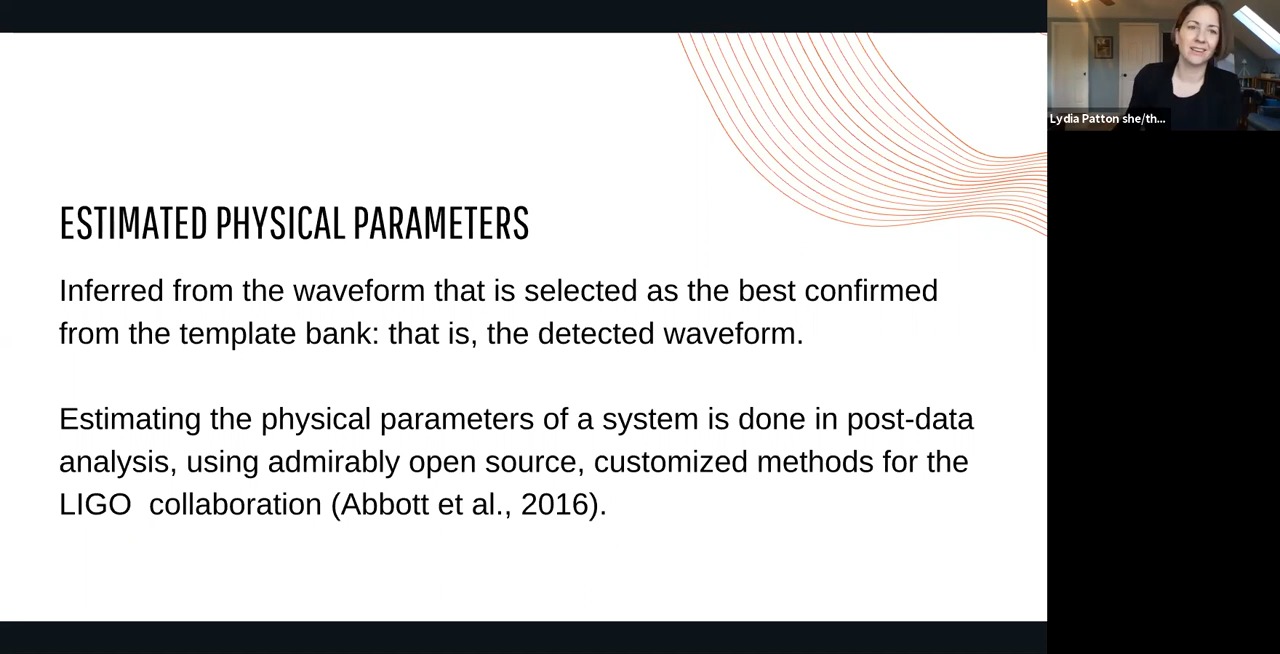 Lydia Patton she/th...
ESTIMATED PHYSICAL PARAMETERS
Inferred from the waveform that is selected as the best confirmed
from the template bank: that is, the detected waveform.
Estimating the physical parameters of a system is done in post-data
analysis, using admirably open source, customized methods for the
LIGO  collaboration (Abbott et al., 2016).